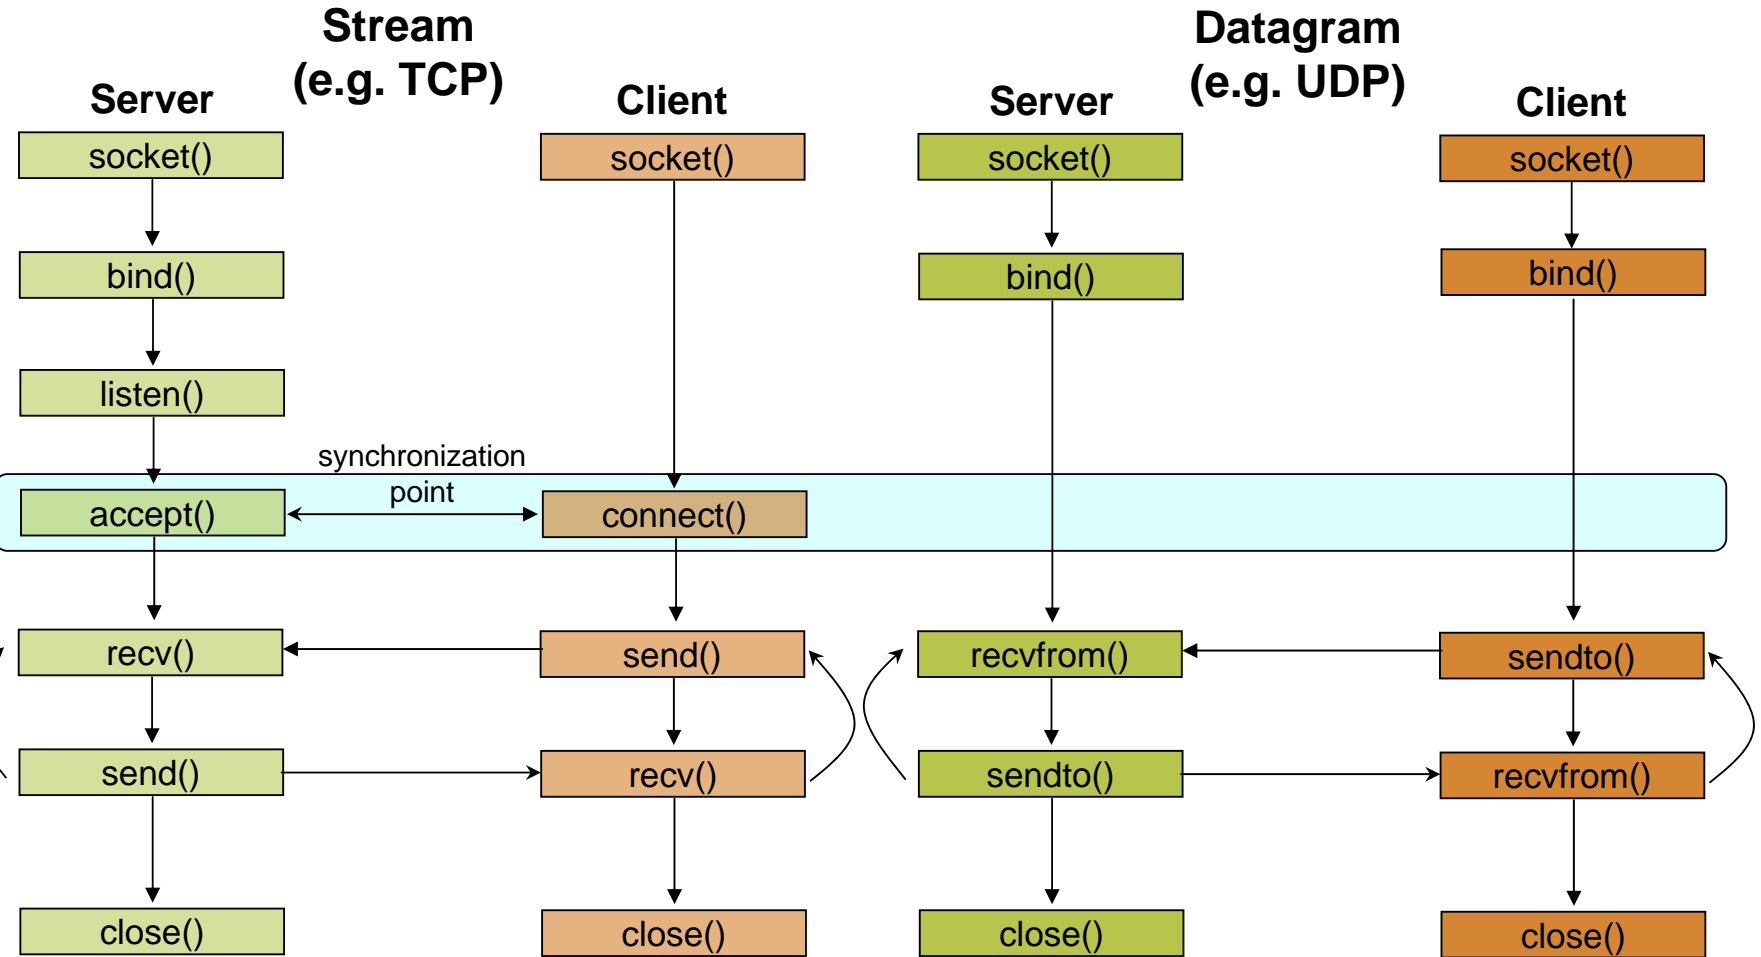 Stream
(e.g. TCP)
Datagram
(e.g. UDP)
Server
Client
Server
Client
socket()
socket()
socket()
socket()
bind()
bind()
bind()
listen()
synchronization
point
accept()
connect()
recv()
send()
recvfrom()
sendto()
send()
recv()
sendto()
recvfrom()
close()
close()
close()
close()